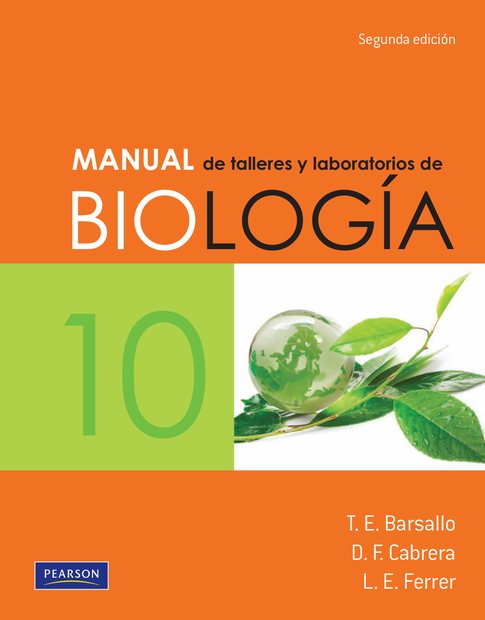 Segunda edición
MANUAL de talleres y laboratorios de
BIOLOGÍA
10
T. E. Barsallo
D. F. Cabrera
L. E. Ferrer
PEARSON